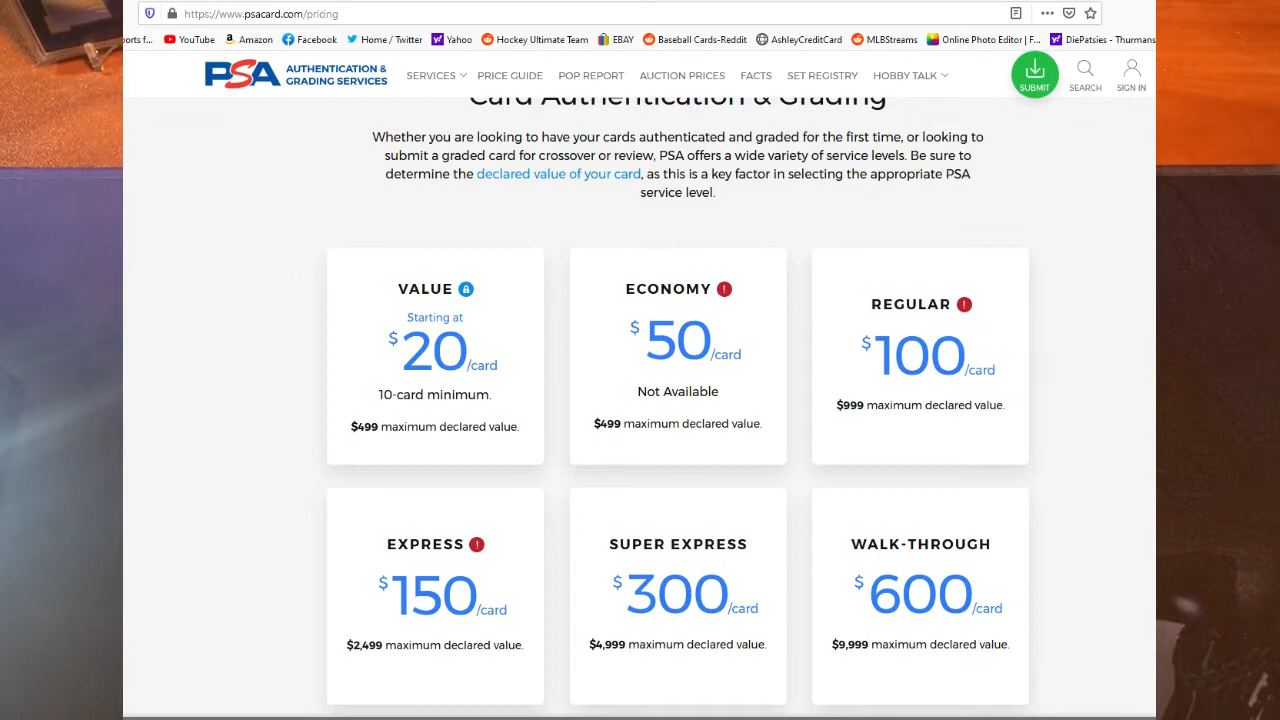 https://www.psacard.com/pricing
orts f... YouTube Amazon Facebook Home / Twitter Yahoo Hockey Ultimate Team EBAY Baseball Cards-Reddit AshleyCreditCard MLBStreams Online Photo Editor | F... DiePatsies - Thurmans
PSA AUTHENTICATION &
GRADING SERVICES
SERVICES PRICE GUIDE POP REPORT AUCTION PRICES FACTS SET REGISTRY HOBBY TALK SUBMIT SEARCH SIGN IN
Card Authentication & Grading
Whether you are looking to have your cards authenticated and graded for the first time, or looking to
submit a graded card for crossover or review, PSA offers a wide variety of service levels. Be sure to
determine the declared value of your card, as this is a key factor in selecting the appropriate PSA
service level.
VALUE
Starting at
$20/card
10-card minimum.
$499 maximum declared value.
ECONOMY !
$50/card
Not Available
$499 maximum declared value.
REGULAR !
$100/card
$999 maximum declared value.
EXPRESS !
$150/card
$2,499 maximum declared value.
SUPER EXPRESS
$300/card
$4,999 maximum declared value.
WALK-THROUGH
$600/card
$9,999 maximum declared value.